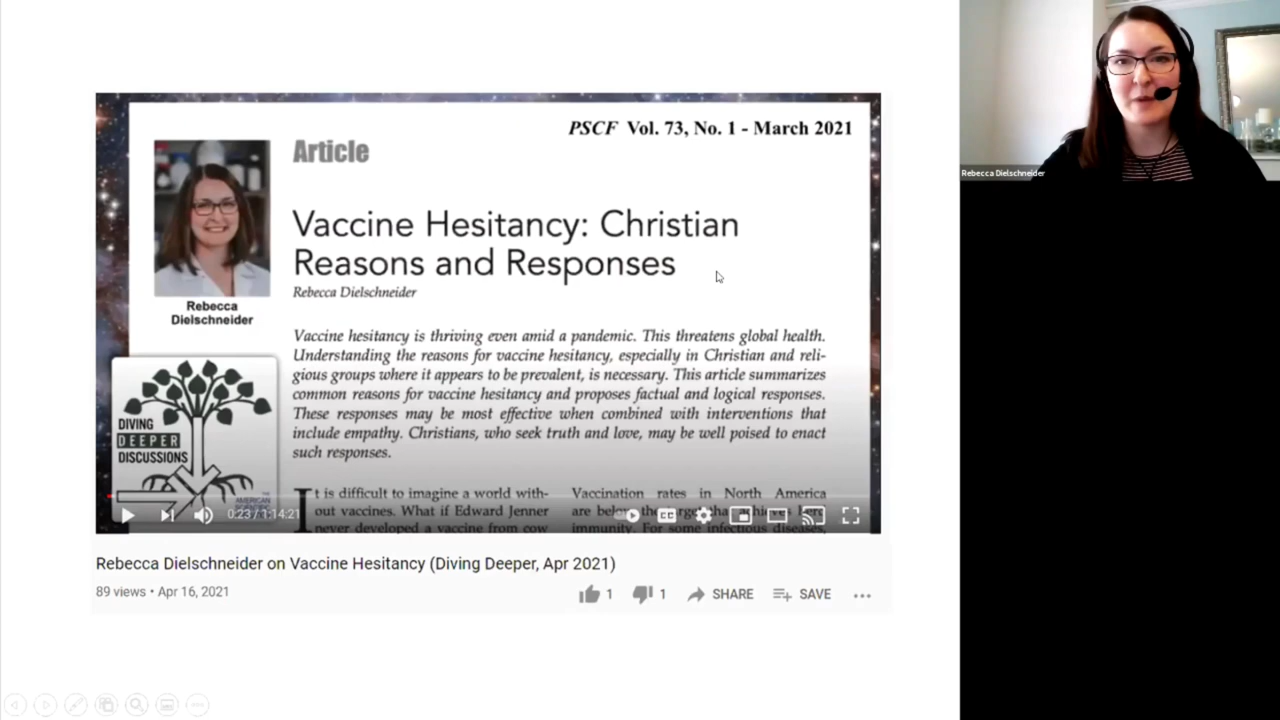 PSCF Vol. 73, No. 1 - March 2021
Article
Vaccine Hesitancy: Christian
Reasons and Responses
Rebecca Dielschneider
Rebecca
Dielschneider
Vaccine hesitancy is thriving even amid a pandemic. This threatens global health.
Understanding the reasons for vaccine hesitancy, especially in Christian and reli-
gious groups where it appears to be prevalent, is necessary. This article summarizes
common reasons for vaccine hesitancy and proposes factual and logical responses.
These responses may be most effective when combined with interventions that
include empathy. Christians, who seek truth and love, may be well poised to enact
such responses.
DIVING
DEEPER
DISCUSSIONS
THE
AMERICAN
It is difficult to imagine a world with-
out vaccines. What if Edward Jenner
never developed a vaccine from cow
Vaccination rates in North America
are
immunity. For some infectious diseases,
0:23 / 1:14:21
CC
Rebecca Dielschneider on Vaccine Hesitancy (Diving Deeper, Apr 2021)
89 views • Apr 16, 2021
1
1
SHARE
SAVE
Rebecca Dielschneider